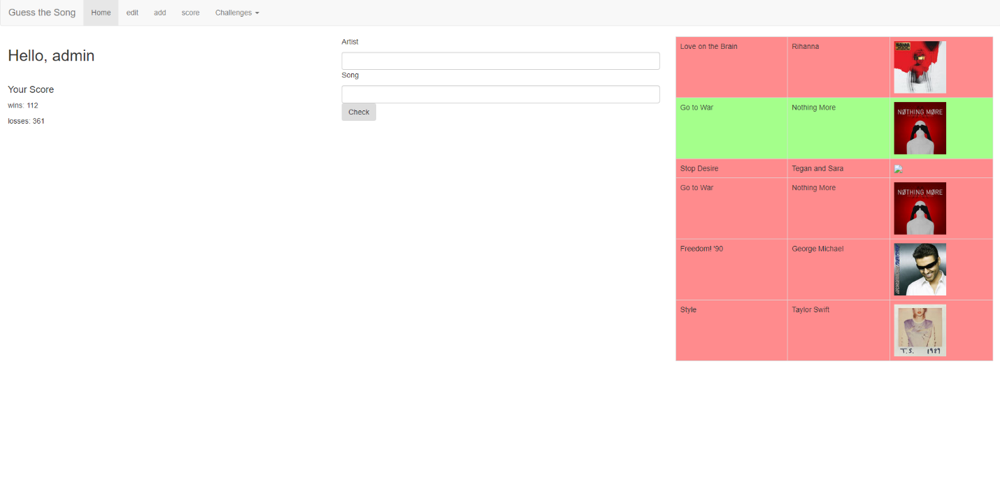 Guess the Song Home edit add score Challenges
Hello, admin
Your Score
wins: 112
losses: 361
Artist
Song
Check
Love on the Brain Rihanna
Go to War Nothing More
NØTHING MØRE
Stop Desire Tegan and Sara
Go to War Nothing More
NØTHING MØRE
Freedom! '90 George Michael
Style Taylor Swift
T.S. 1989